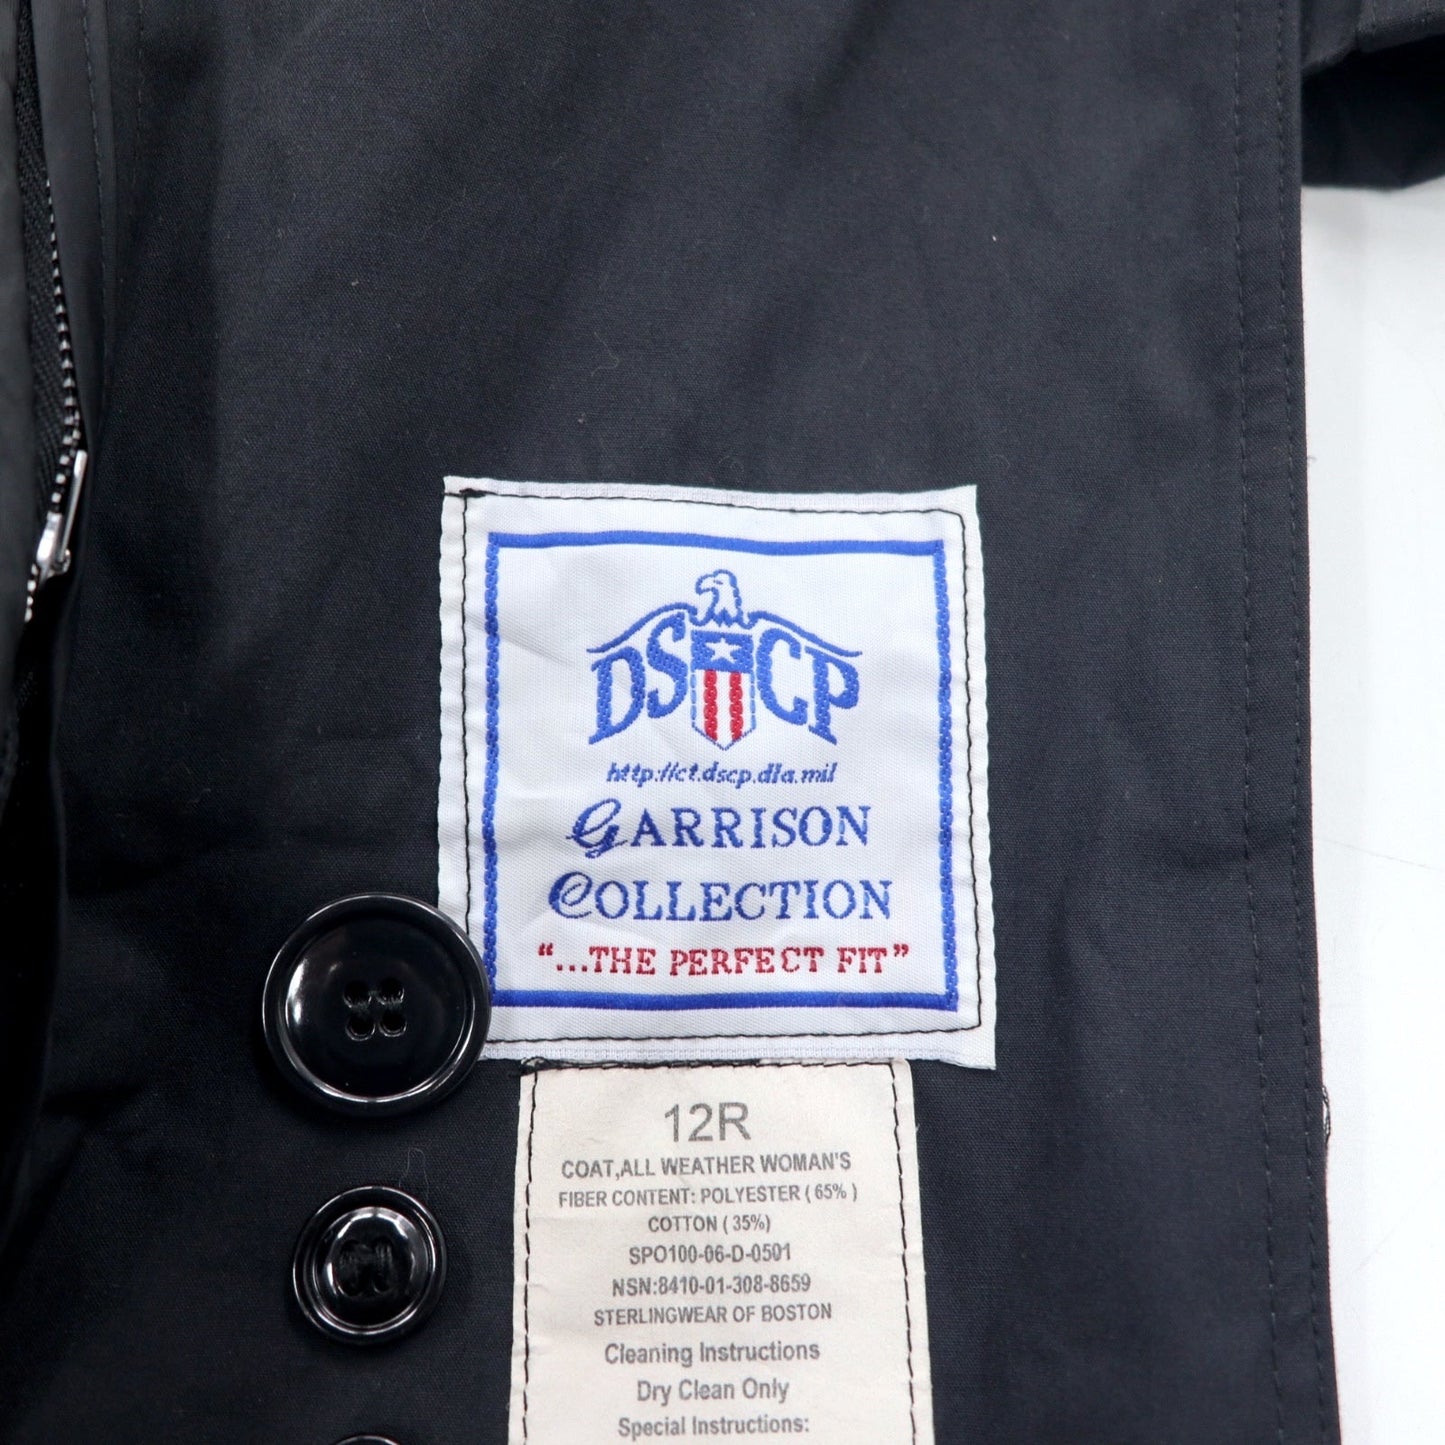 DSCP
http://ct.dscp.dla.mil
GARRISON
COLLECTION
“...THE PERFECT FIT”
12R
COAT,ALL WEATHER WOMAN'S
FIBER CONTENT: POLYESTER ( 65% )
COTTON ( 35%)
SPO100-06-D-0501
NSN:8410-01-308-8659
STERLINGWEAR OF BOSTON
Cleaning Instructions
Dry Clean Only
Special Instructions: